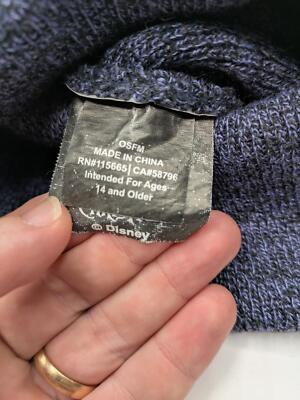 OSFM
MADE IN CHINA
RN#115665|CA#58796
Intended For Ages
14 and Older
© Disney